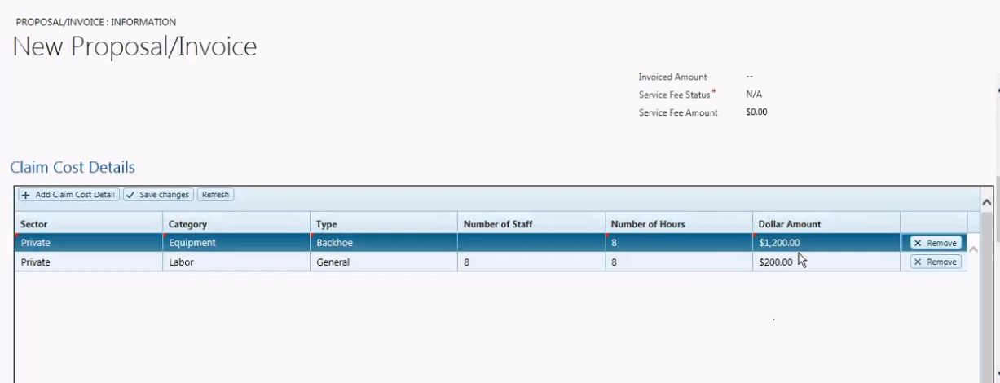 PROPOSAL/INVOICE : INFORMATION
New Proposal/Invoice
Invoiced Amount --
Service Fee Status * N/A
Service Fee Amount $0.00
Claim Cost Details
+ Add Claim Cost Detail ✓ Save changes Refresh
Sector Category Type Number of Staff Number of Hours Dollar Amount
Private Equipment Backhoe 8 $1,200.00 × Remove
Private Labor General 8 8 $200.00 × Remove